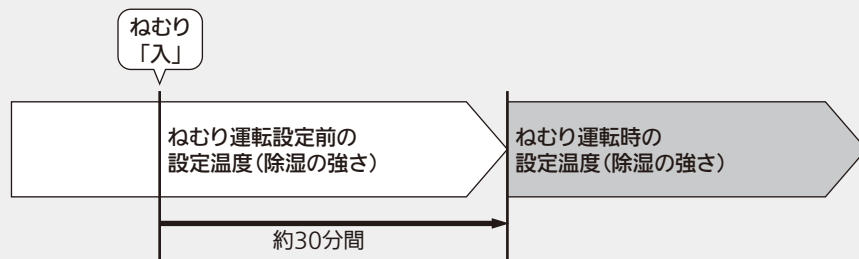 ねむり
「入」
ねむり運転設定前の
設定温度(除湿の強さ)
ねむり運転時の
設定温度(除湿の強さ)
約30分間